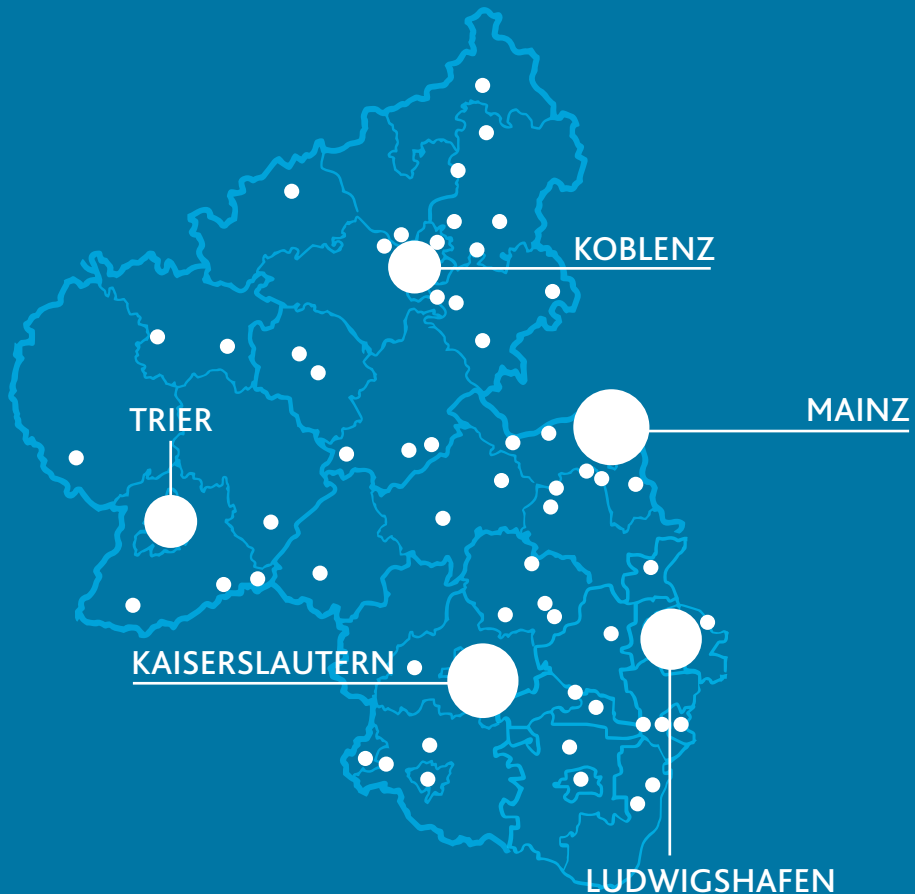 KOBLENZ
MAINZ
TRIER
KAISERSLAUTERN
LUDWIGSHAFEN